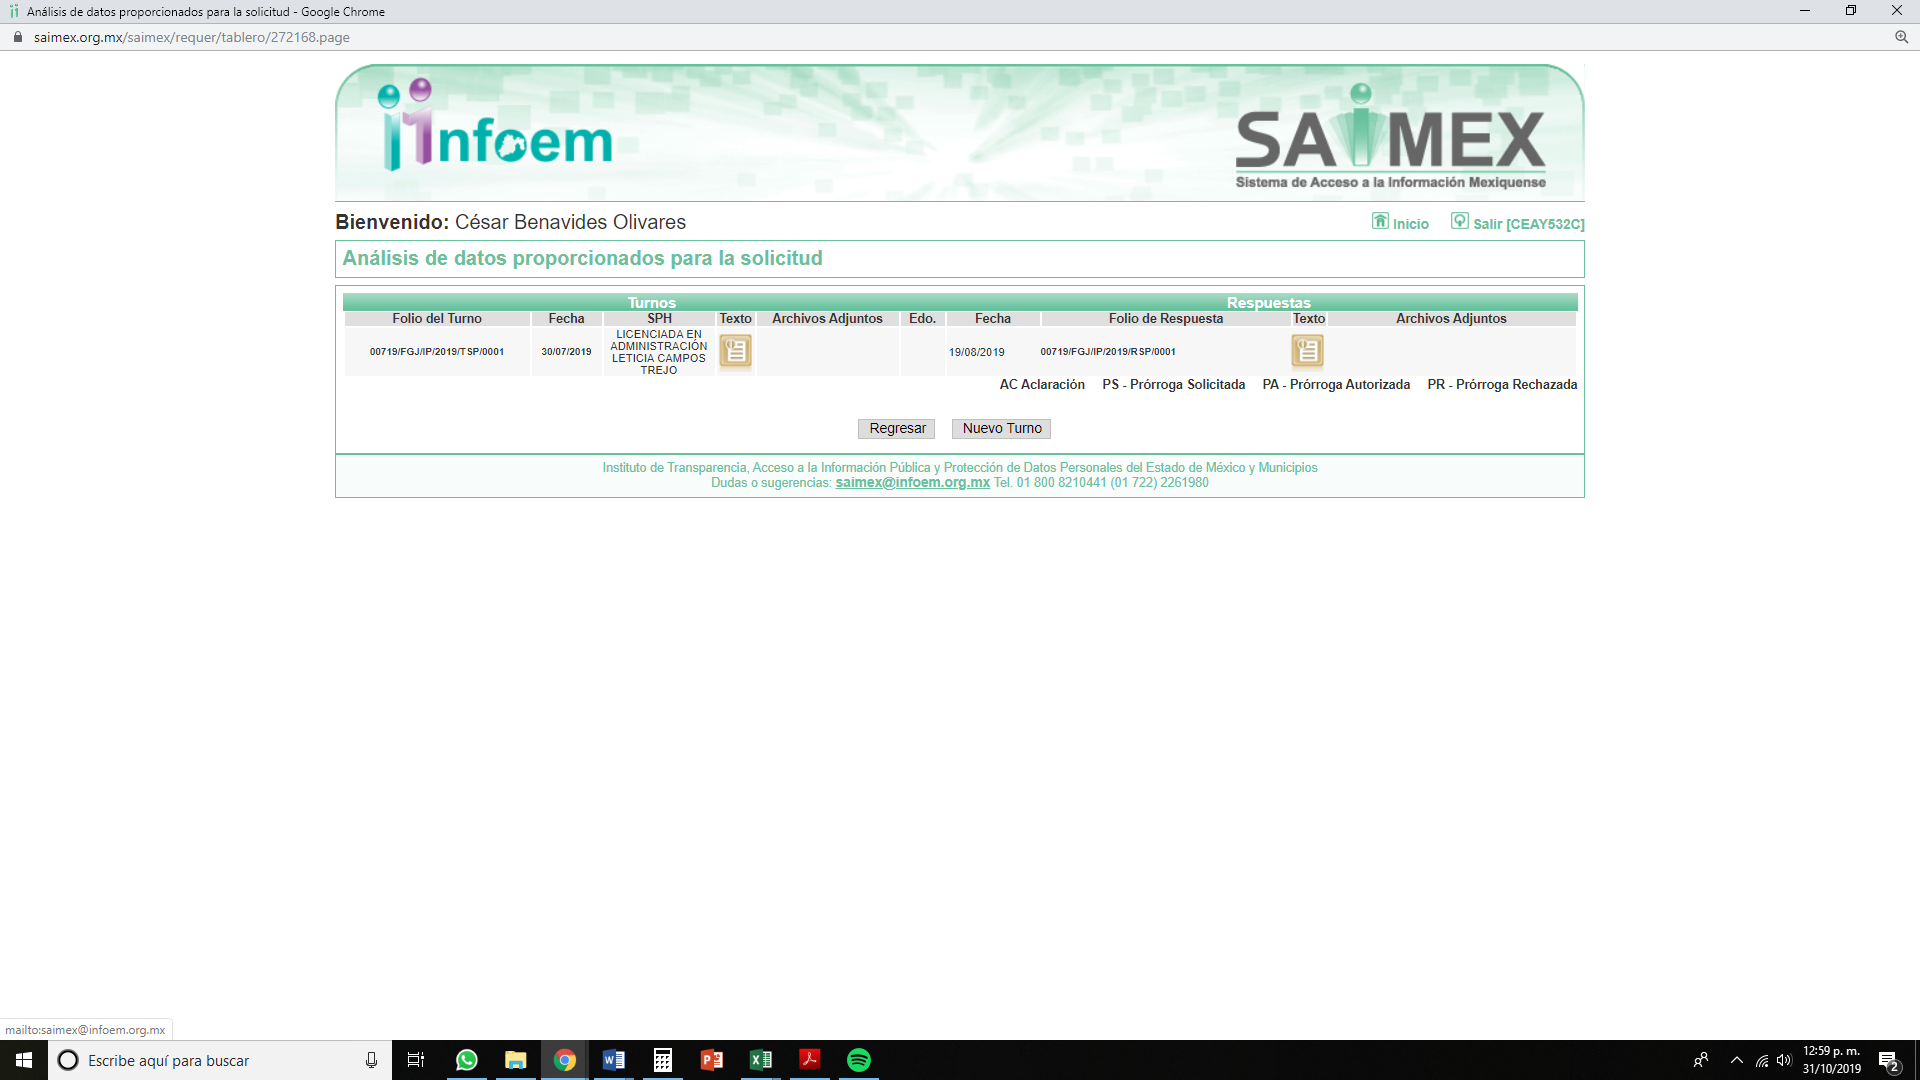 Análisis de datos proporcionados para la solicitud - Google Chrome
saimex.org.mx/saimex/requer/tablero/272168.page
infoem
SAIMEX
Sistema de Acceso a la Información Mexiquense
Bienvenido: César Benavides Olivares
Inicio Salir [CEAY532C]
Análisis de datos proporcionados para la solicitud
Turnos Respuestas
Folio del Turno Fecha SPH Texto Archivos Adjuntos Edo. Fecha Folio de Respuesta Texto Archivos Adjuntos
00719/FGJ/IP/2019/TSP/0001 30/07/2019 LICENCIADA EN
ADMINISTRACIÓN
LETICIA CAMPOS
TREJO
19/08/2019 00719/FGJ/IP/2019/RSP/0001
AC Aclaración PS - Prórroga Solicitada PA - Prórroga Autorizada PR - Prórroga Rechazada
Regresar Nuevo Turno
Instituto de Transparencia, Acceso a la Información Pública y Protección de Datos Personales del Estado de México y Municipios
Dudas o sugerencias: saimex@infoem.org.mx Tel. 01 800 8210441 (01 722) 2261980
mailto:saimex@infoem.org.mx
Escribe aquí para buscar
12:59 p. m.
31/10/2019
2